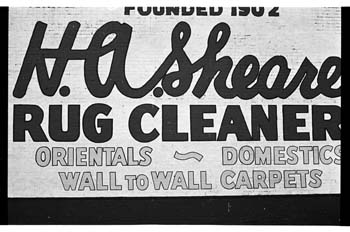 FOUNDED 1902
H.A. Sheare
RUG CLEANER
ORIENTALS ~ DOMESTICS
WALL TO WALL CARPETS